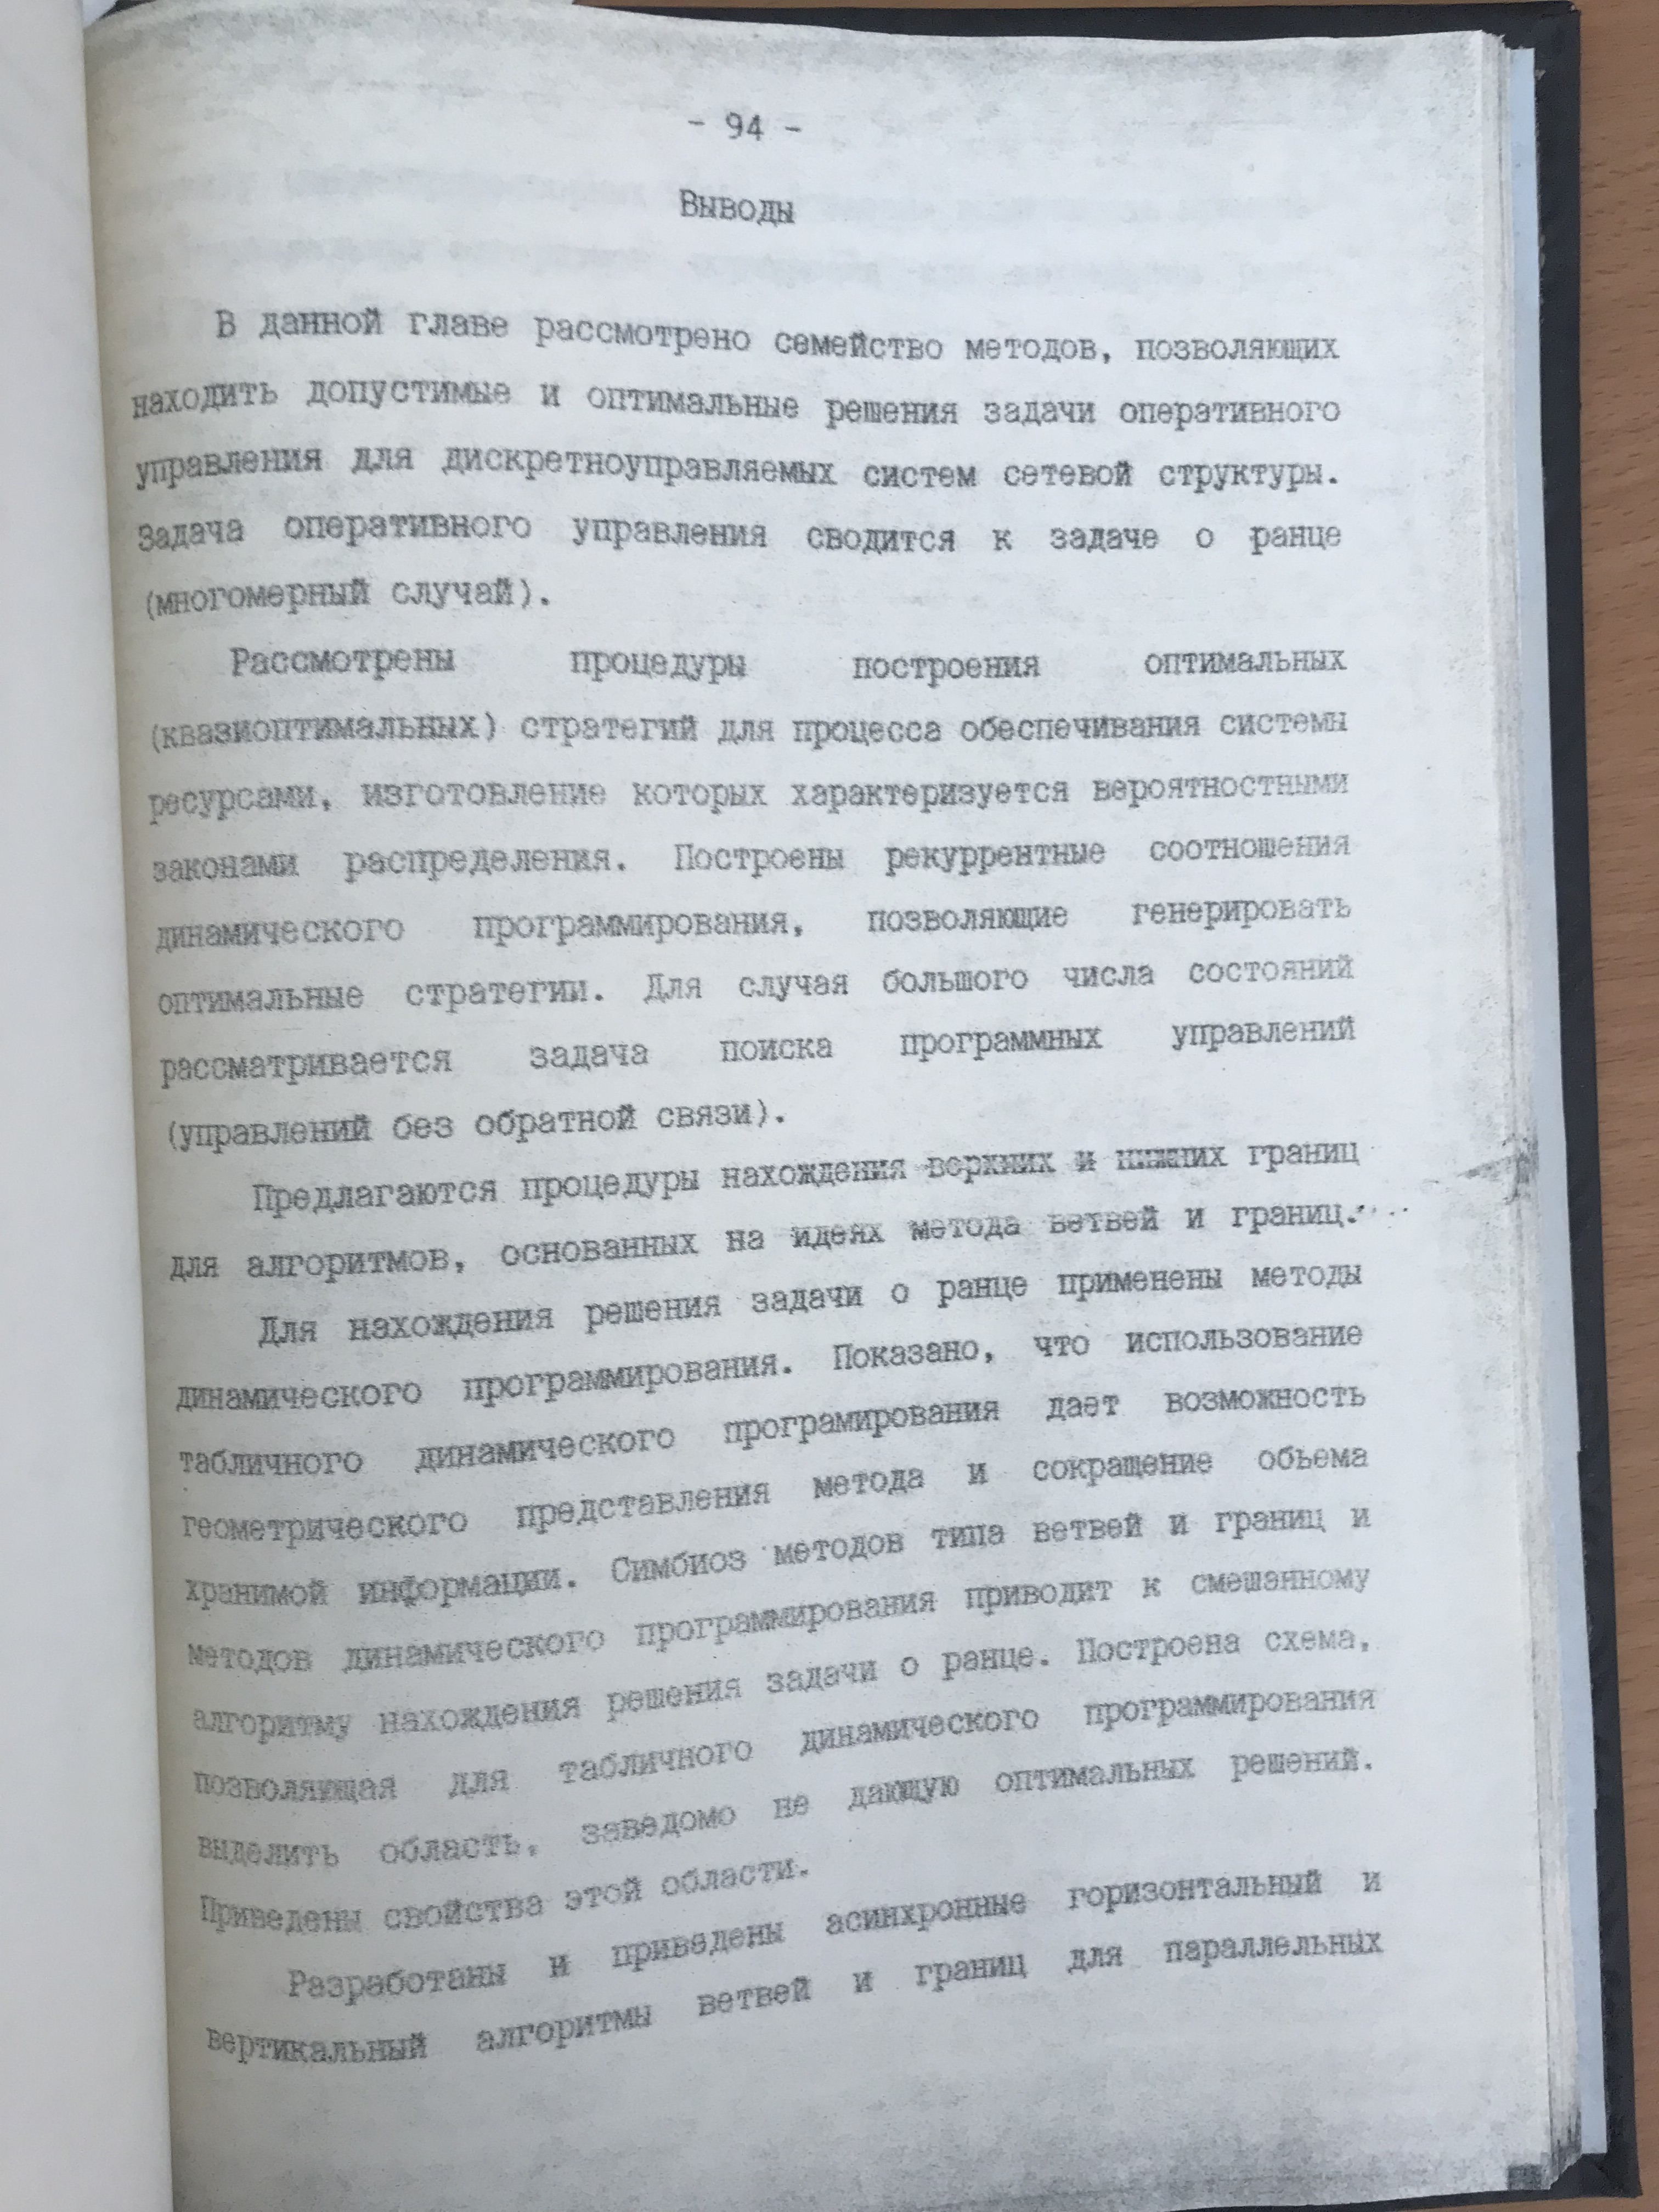 - 94 -
Выводы
В данной главе рассмотрено семейство методов, позволяющих
находить допустимые и оптимальные решения задачи оперативного
управления для дискретноуправляемых систем сетевой структуры.
Задача оперативного управления сводится к задаче о ранце
(многомерный случай).
Рассмотрены процедуры построения оптимальных
(квазиоптимальных) стратегий для процесса обеспечивания системы
ресурсами, изготовление которых характеризуется вероятностными
законами распределения. Построены рекуррентные соотношения
динамического программирования, позволяющие генерировать
оптимальные стратегии. Для случая большого числа состояний
рассматривается задача поиска программных управлений
(управлений без обратной связи).
Предлагаются процедуры нахождения верхних и нижних границ
для алгоритмов, основанных на идеях метода ветвей и границ.
Для нахождения решения задачи о ранце применены методы
динамического программирования. Показано, что использование
табличного динамического програмирования дает возможность
геометрического представления метода и сокращение обьема
хранимой информации. Симбиоз методов типа ветвей и границ и
методов динамического программирования приводит к смешанному
алгоритму нахождения решения задачи о ранце. Построена схема,
позволяющая для табличного динамического программирования
выделить область, заведомо не дающую оптимальных решений.
Приведены свойства этой области.
Разработаны и приведены асинхронные горизонтальный и
вертикальный алгоритмы ветвей и границ для параллельных